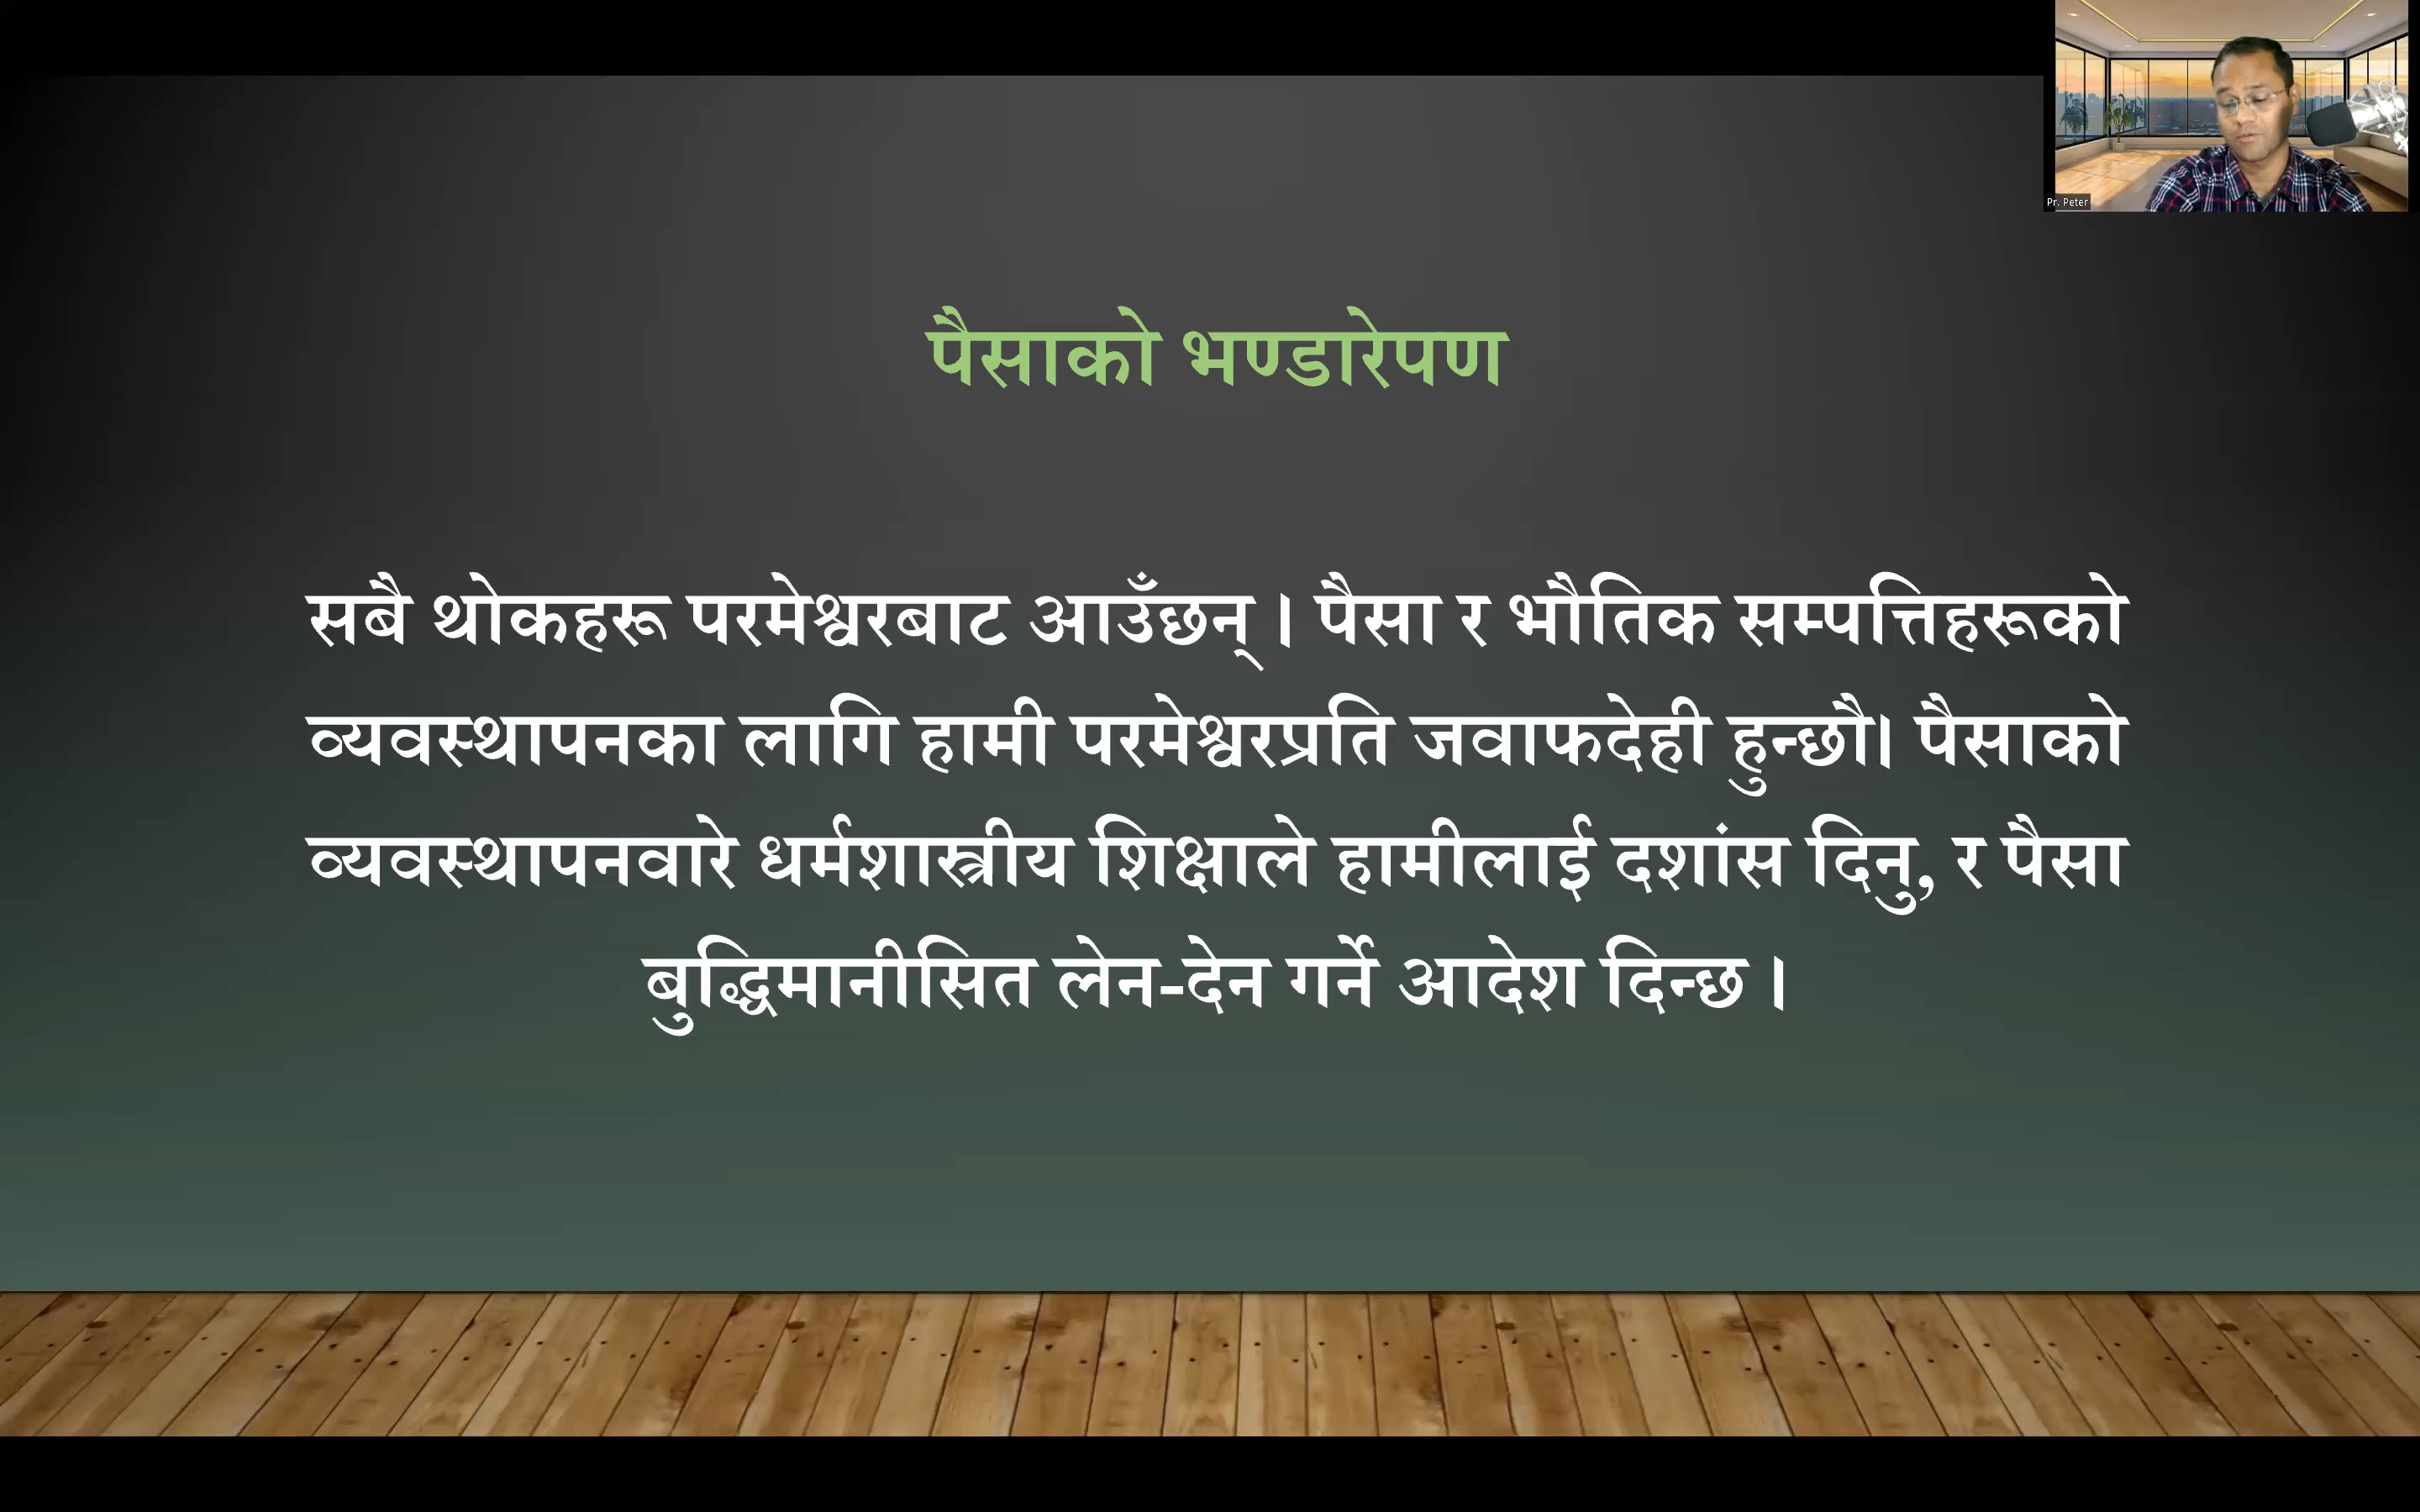 Pr. Peter
पैसाको भण्डारेपण
सबै थोकहरू परमेश्वरबाट आउँछन् । पैसा र भौतिक सम्पत्तिहरूको
व्यवस्थापनका लागि हामी परमेश्वरप्रति जवाफदेही हुन्छौ। पैसाको
व्यवस्थापनवारे धर्मशास्त्रीय शिक्षाले हामीलाई दशांस दिनु, र पैसा
बुद्धिमानीसित लेन-देन गर्ने आदेश दिन्छ ।